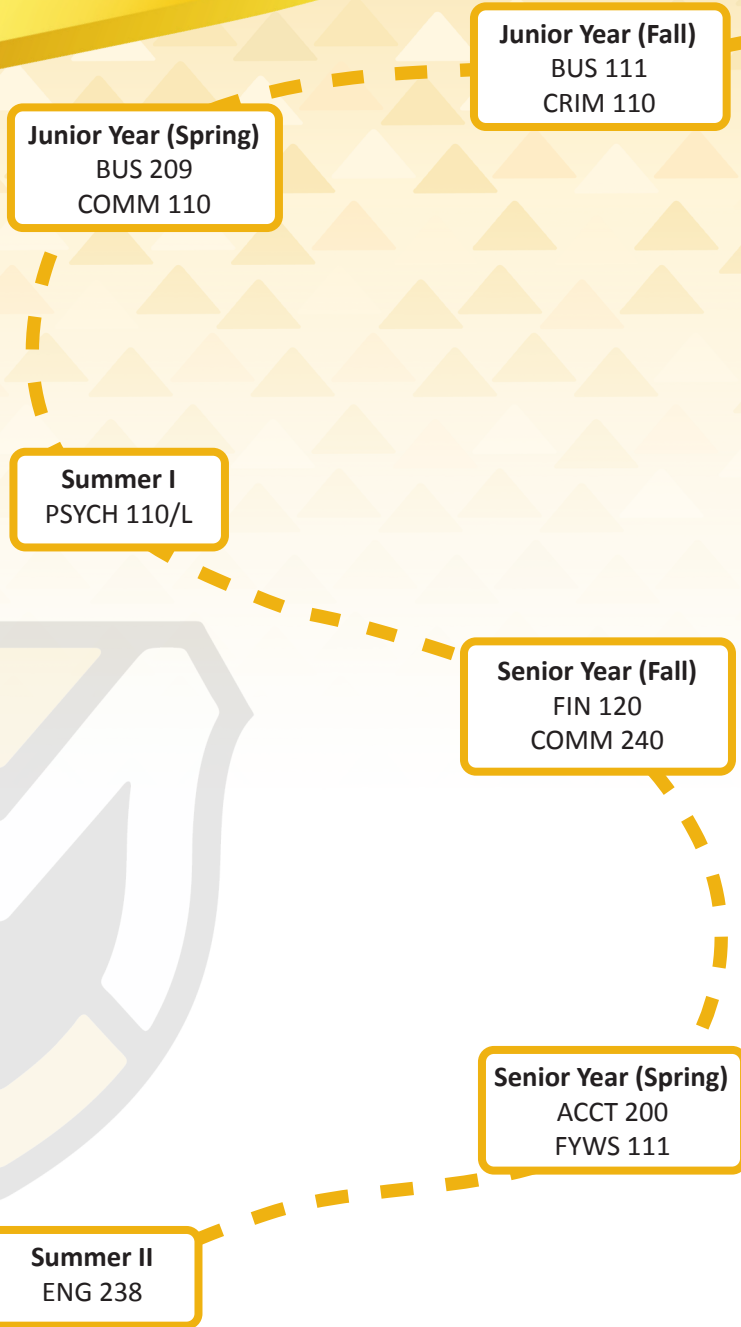 Junior Year (Fall)
BUS 111
CRIM 110
Junior Year (Spring)
BUS 209
COMM 110
Summer I
PSYCH 110/L
Senior Year (Fall)
FIN 120
COMM 240
Senior Year (Spring)
ACCT 200
FYWS 111
Summer II
ENG 238